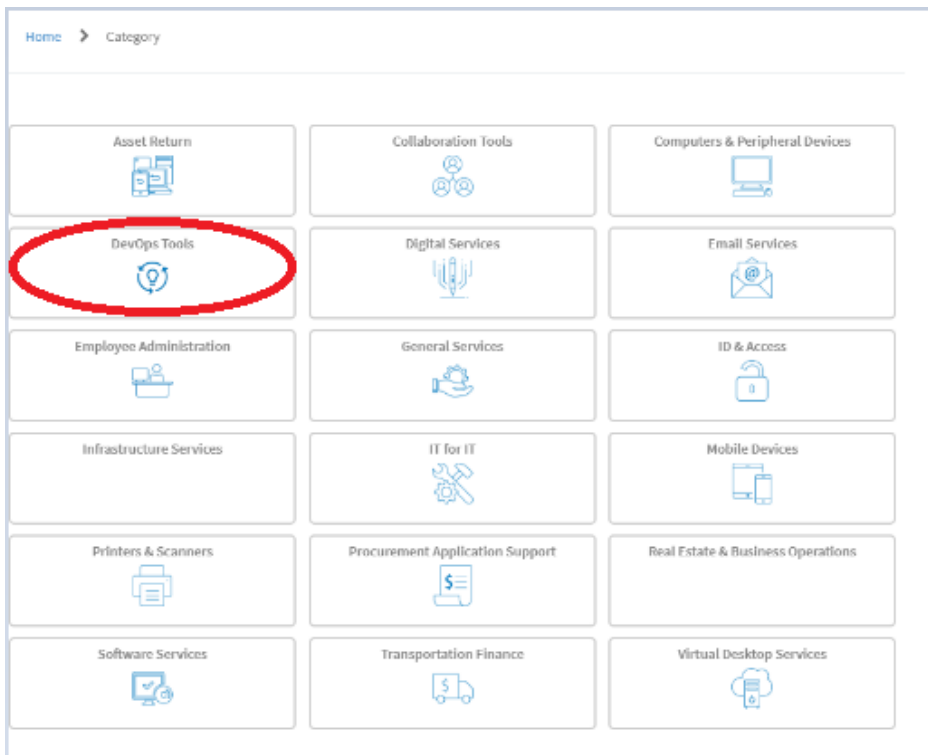 Home > Category
Asset Return
Collaboration Tools
Computers & Peripheral Devices
DevOps Tools
Digital Services
Email Services
@
Employee Administration
General Services
ID & Access
Infrastructure Services
IT for IT
Mobile Devices
Printers & Scanners
Procurement Application Support
$
Real Estate & Business Operations
Software Services
Transportation Finance
$
Virtual Desktop Services